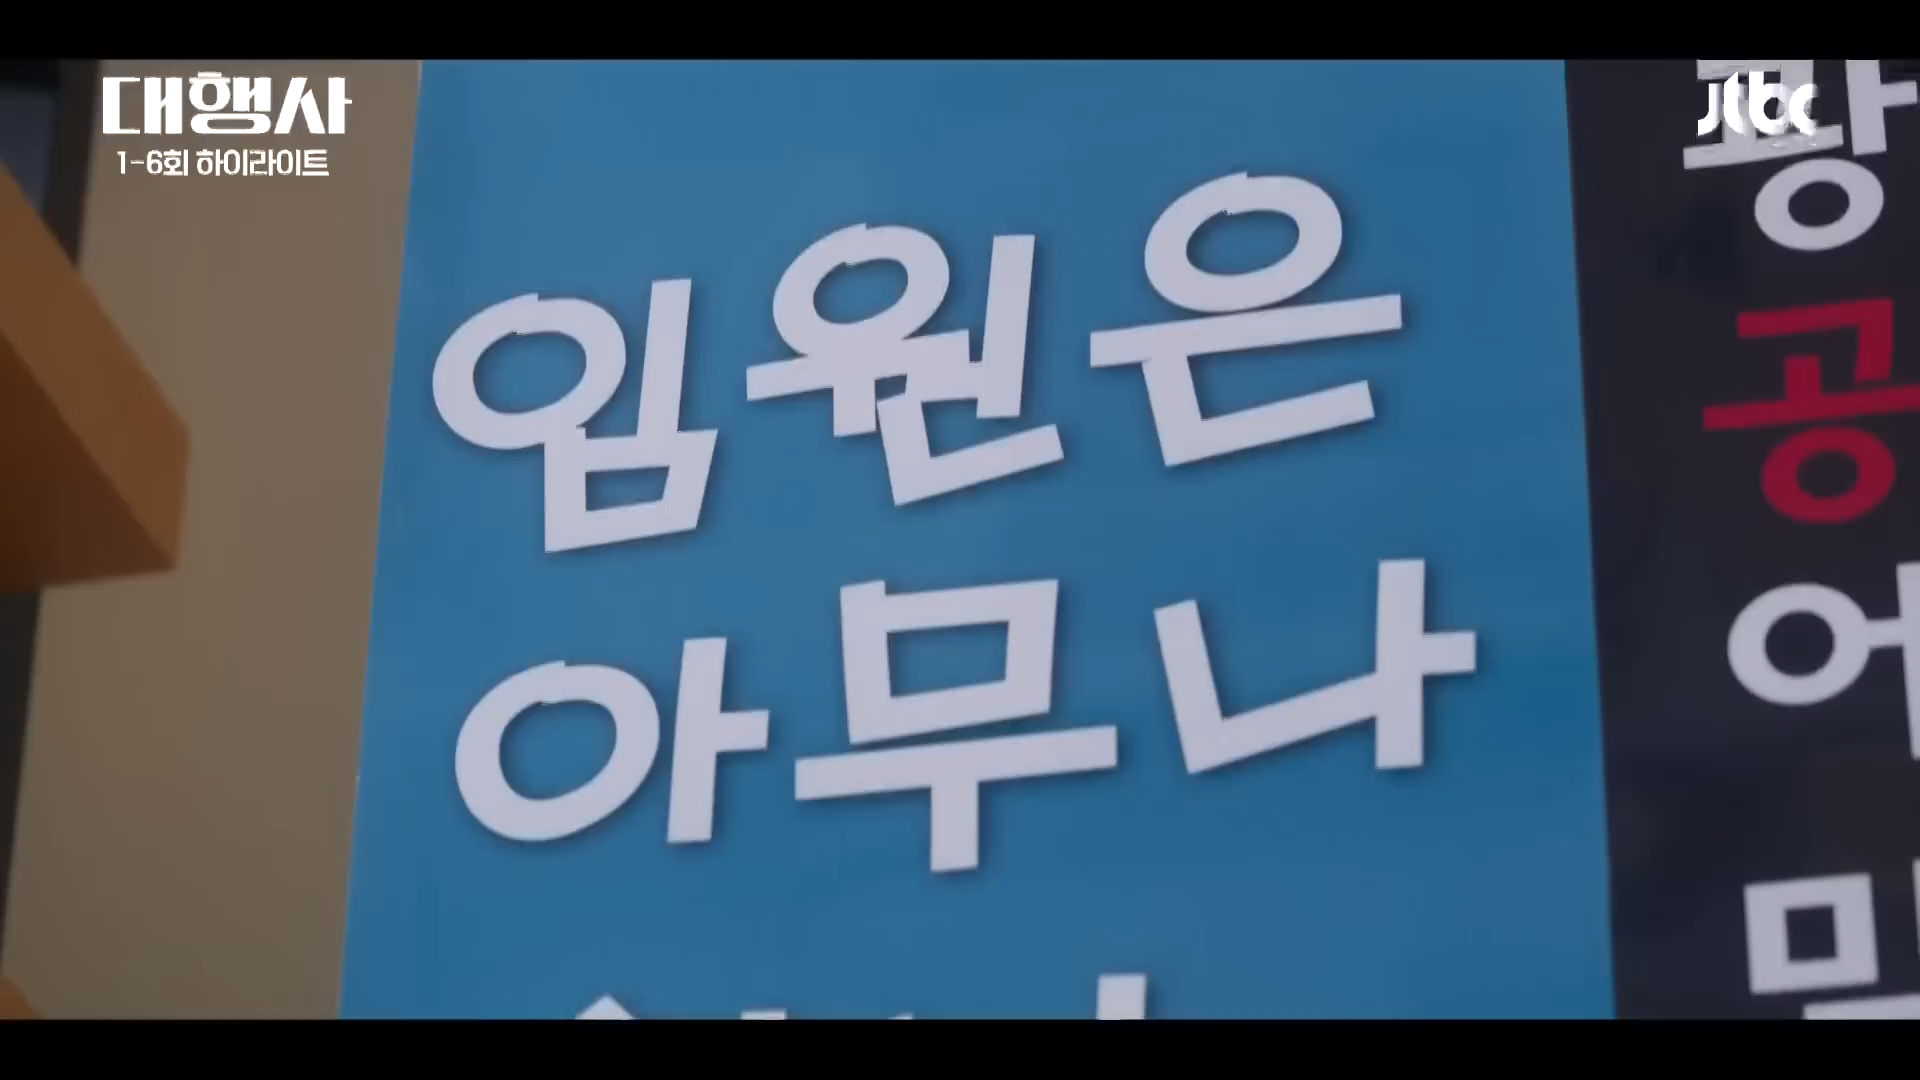 대행사
1-6회 하이라이트
jtbc
임원은
아무나
광
공
어